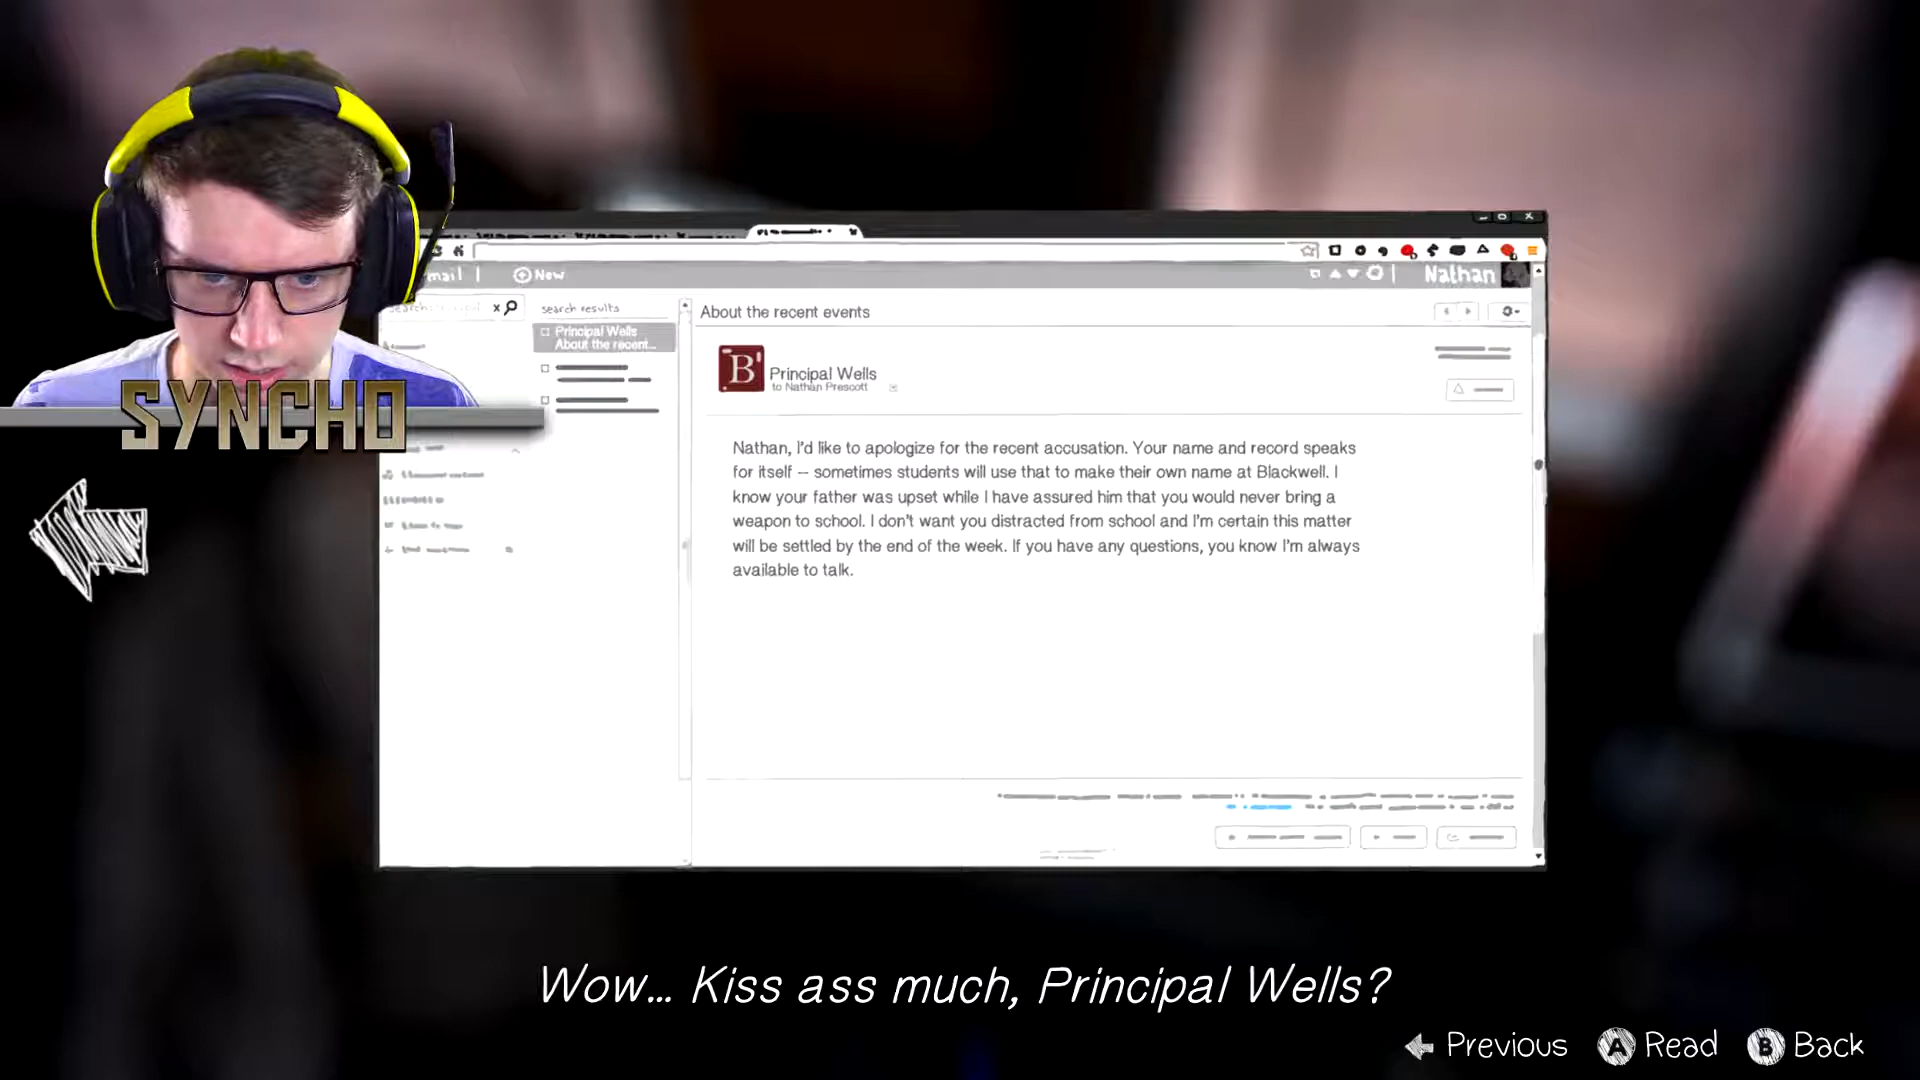 mail | New
Nathan
search results
Principal Wells
About the recent...
About the recent events
B
Principal Wells
to Nathan Prescott
Nathan, I'd like to apologize for the recent accusation. Your name and record speaks
for itself – sometimes students will use that to make their own name at Blackwell. I
know your father was upset while I have assured him that you would never bring a
weapon to school. I don't want you distracted from school and I'm certain this matter
will be settled by the end of the week. If you have any questions, you know I'm always
available to talk.
SYNCHO
Wow... Kiss ass much, Principal Wells?
Previous A Read B Back